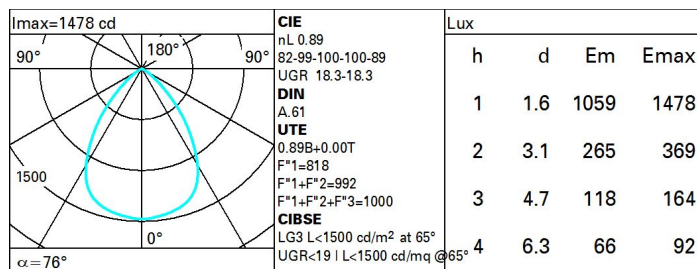 Imax=1478 cd
90° 180° 90°
1500
0°
α=76°
CIE
nL 0.89
82-99-100-100-89
UGR 18.3-18.3
DIN
A.61
UTE
0.89B+0.00T
F"1=818
F"1+F"2=992
F"1+F"2+F"3=1000
CIBSE
LG3 L<1500 cd/m² at 65°
UGR<19 | L<1500 cd/mq @65°
Lux
h d Em Emax
1 1.6 1059 1478
2 3.1 265 369
3 4.7 118 164
4 6.3 66 92